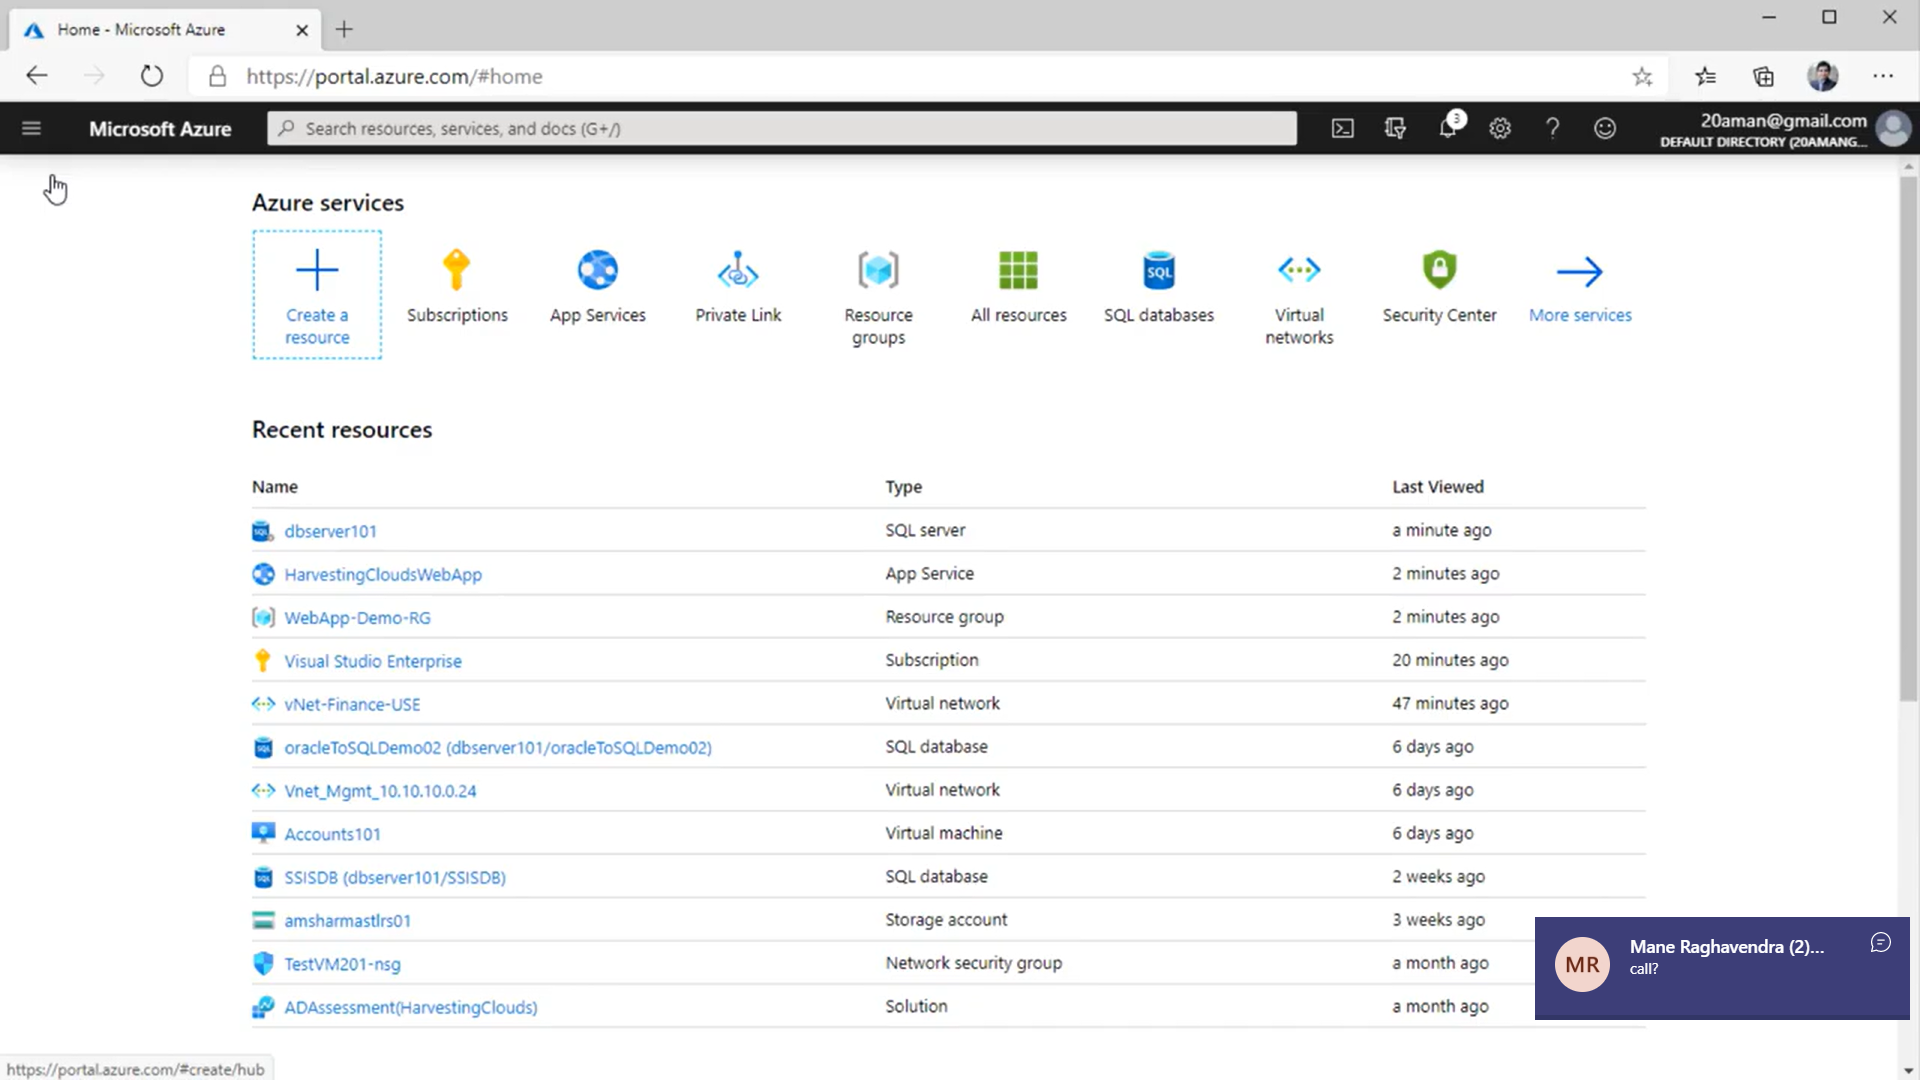 Home - Microsoft Azure
https://portal.azure.com/#home
Microsoft Azure
Search resources, services, and docs (G+/)
3
20aman@gmail.com
DEFAULT DIRECTORY (20AMANG...
Azure services
Create a
resource
Subscriptions
App Services
Private Link
Resource
groups
All resources
SQL
SQL databases
Virtual
networks
Security Center
More services
Recent resources
Name Type Last Viewed
dbserver101 SQL server a minute ago
HarvestingCloudsWebApp App Service 2 minutes ago
WebApp-Demo-RG Resource group 2 minutes ago
Visual Studio Enterprise Subscription 20 minutes ago
vNet-Finance-USE Virtual network 47 minutes ago
oracleToSQLDemo02 (dbserver101/oracleToSQLDemo02) SQL database 6 days ago
Vnet_Mgmt_10.10.10.0.24 Virtual network 6 days ago
Accounts101 Virtual machine 6 days ago
SSISDB (dbserver101/SSISDB) SQL database 2 weeks ago
amsharmastlrs01 Storage account 3 weeks ago
TestVM201-nsg Network security group a month ago
ADAssessment(HarvestingClouds) Solution a month ago
MR
Mane Raghavendra (2)...
call?
https://portal.azure.com/#create/hub